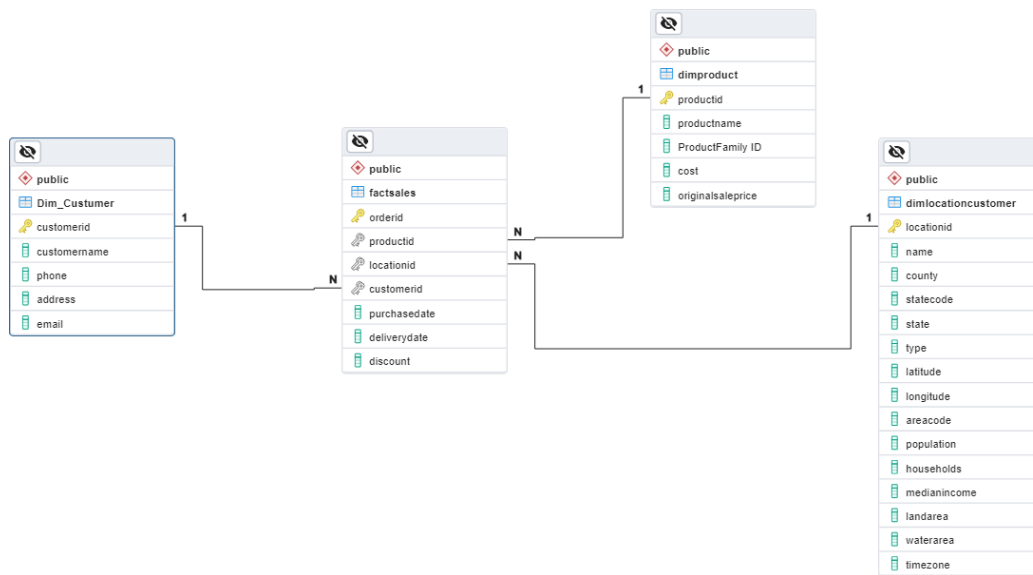 public
Dim_Custumer
customerid
customername
phone
address
email
1
N
public
factsales
orderid
productid
locationid
customerid
purchasedate
deliverydate
discount
N
N
1
public
dimproduct
productid
productname
ProductFamily ID
cost
originalsaleprice
1
public
dimlocationcustomer
locationid
name
county
statecode
state
type
latitude
longitude
areacode
population
households
medianincome
landarea
waterarea
timezone